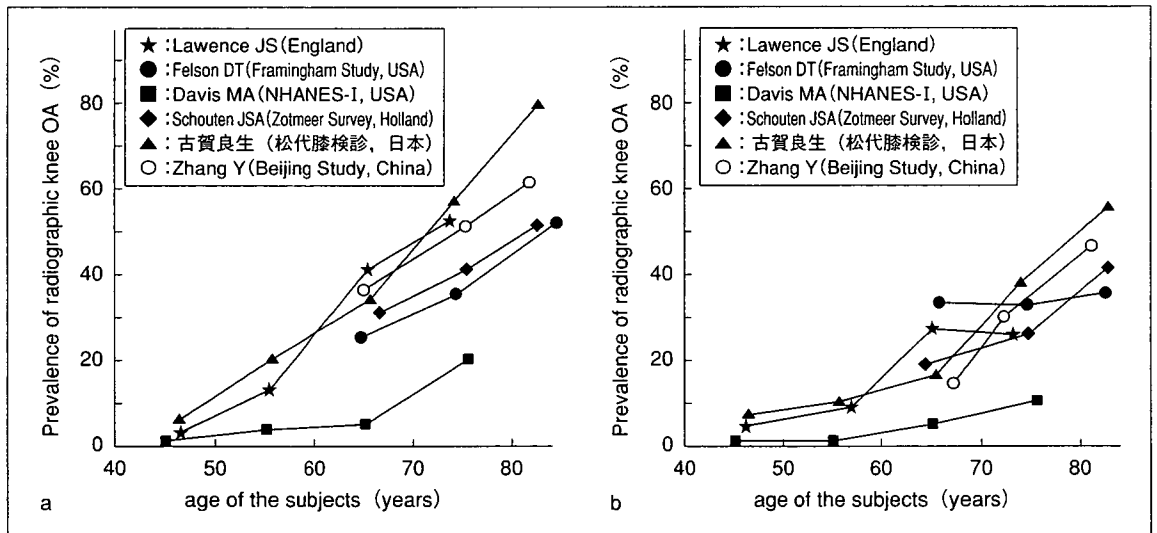 ★:Lawence JS(England)
●:Felson DT(Framingham Study, USA)
■:Davis MA(NHANES-I, USA)
◆:Schouten JSA(Zotmeer Survey, Holland)
▲:古賀良生(松代膝検診,日本)
○:Zhang Y(Beijing Study, China)
Prevalence of radiographic knee OA (%)
80
60
40
20
0
40 50 60 70 80
age of the subjects (years)
a
★:Lawence JS(England)
●:Felson DT(Framingham Study, USA)
■:Davis MA(NHANES-I, USA)
◆:Schouten JSA(Zotmeer Survey, Holland)
▲:古賀良生(松代膝検診,日本)
○:Zhang Y(Beijing Study, China)
Prevalence of radiographic knee OA (%)
80
60
40
20
0
40 50 60 70 80
age of the subjects (years)
b